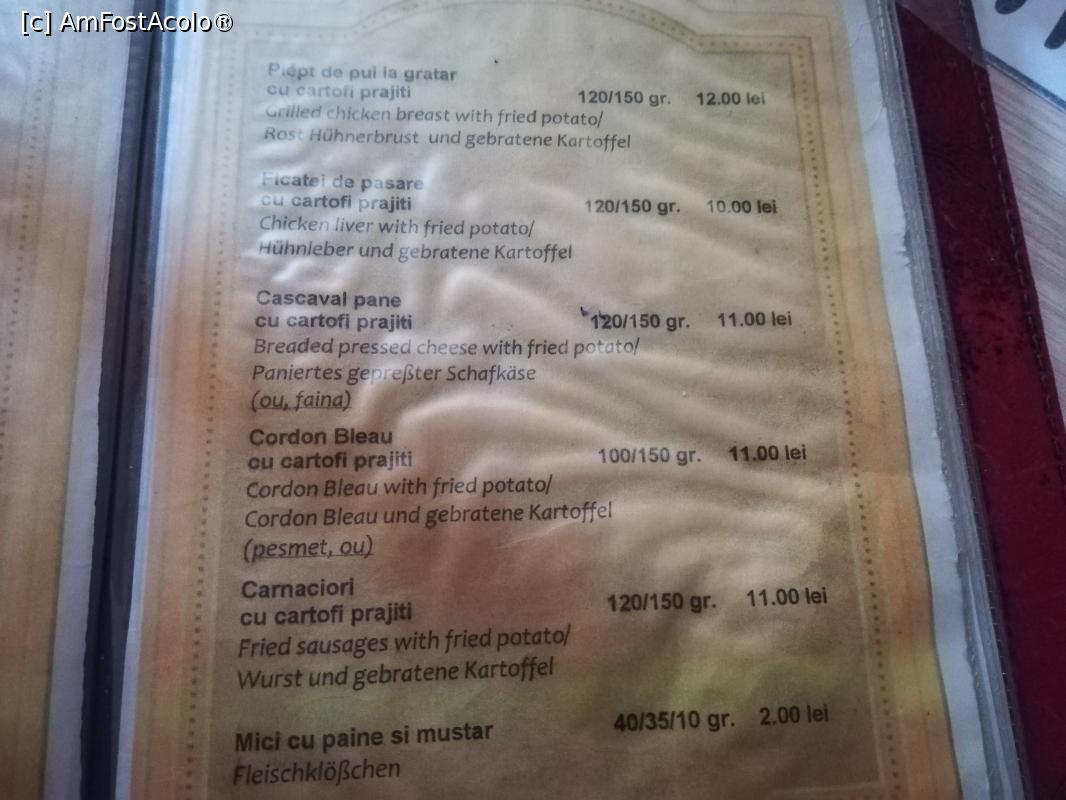 [c] AmFostAcolo®
Piept de pui la gratar
cu cartofi prajiti 120/150 gr. 12.00 lei
Grilled chicken breast with fried potato/
Rost Hühnerbrust und gebratene Kartoffel
Ficatei de pasare
cu cartofi prajiti 120/150 gr. 10.00 lei
Chicken liver with fried potato/
Hühnleber und gebratene Kartoffel
Cascaval pane
cu cartofi prajiti 120/150 gr. 11.00 lei
Breaded pressed cheese with fried potato/
Paniertes gepreßter Schafkäse
(ou, faina)
Cordon Bleau
cu cartofi prajiti 100/150 gr. 11.00 lei
Cordon Bleau with fried potato/
Cordon Bleau und gebratene Kartoffel
(pesmet, ou)
Carnaciori
cu cartofi prajiti 120/150 gr. 11.00 lei
Fried sausages with fried potato/
Wurst und gebratene Kartoffel
Mici cu paine si mustar 40/35/10 gr. 2.00 lei
Fleischklößchen